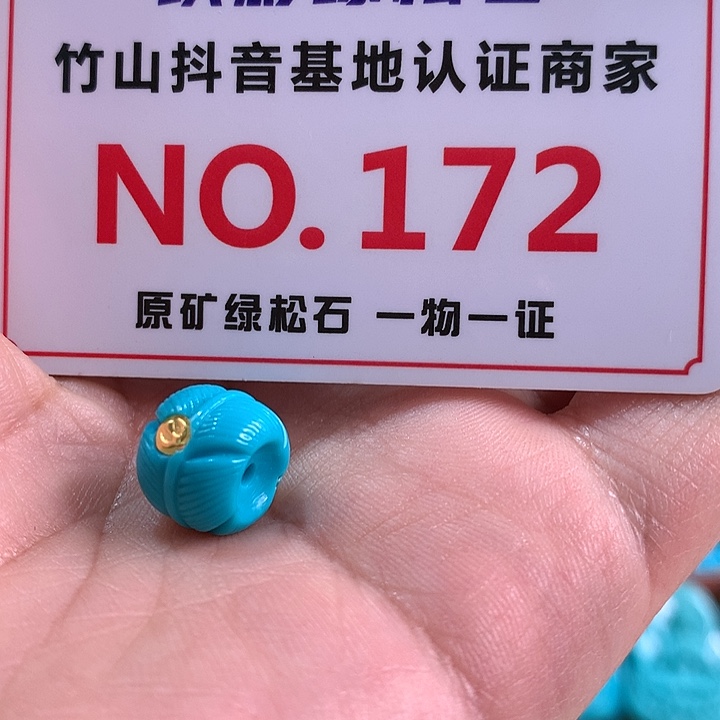 竹山抖音基地认证商家
NO.172
原矿绿松石 一物一证